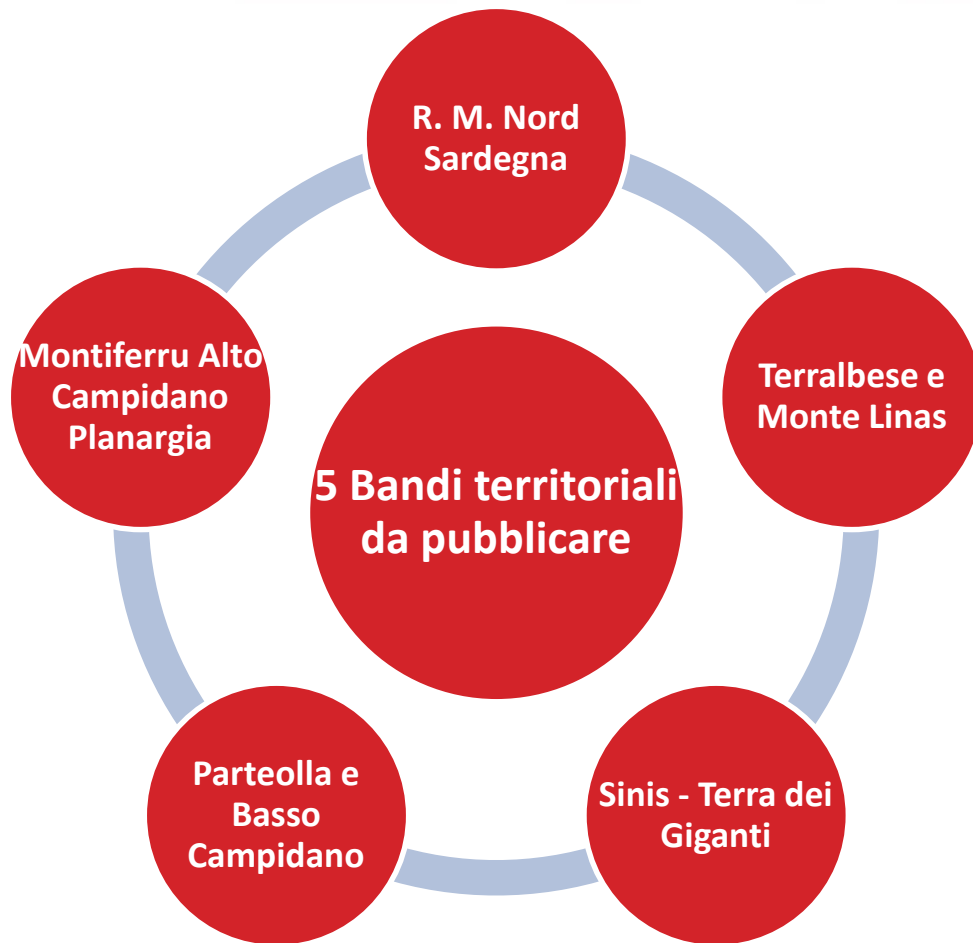 R. M. Nord
Sardegna
Terralbese e
Monte Linas
Sinis - Terra dei
Giganti
Parteolla e
Basso
Campidano
Montiferru Alto
Campidano
Planargia
5 Bandi territoriali
da pubblicare